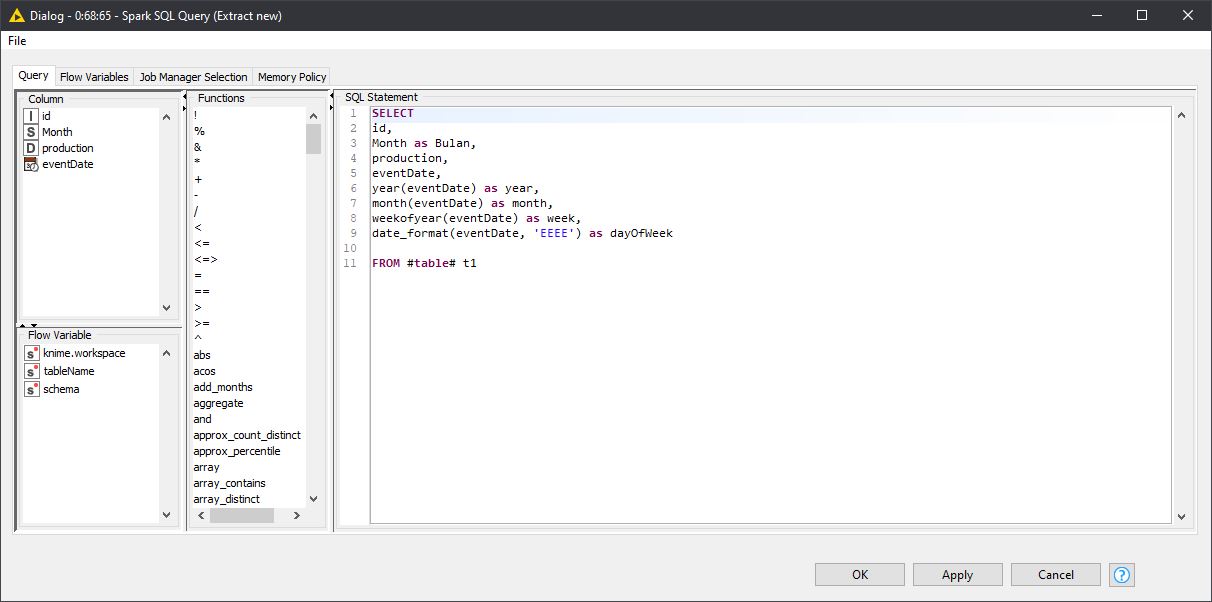 Dialog - 0:68:65 - Spark SQL Query (Extract new)
File
Query Flow Variables Job Manager Selection Memory Policy
Column
I id
S Month
D production
eventDate
Flow Variable
s knime.workspace
s tableName
s schema
Functions
!
%
&
*
+
-
/
<
<=
<=>
=
==
>
>=
^
abs
acos
add_months
aggregate
and
approx_count_distinct
approx_percentile
array
array_contains
array_distinct
SQL Statement
1 SELECT
2 id,
3 Month as Bulan,
4 production,
5 eventDate,
6 year(eventDate) as year,
7 month(eventDate) as month,
8 weekofyear(eventDate) as week,
9 date_format(eventDate, 'EEEE') as dayOfWeek
10
11 FROM #table# t1
OK Apply Cancel ?